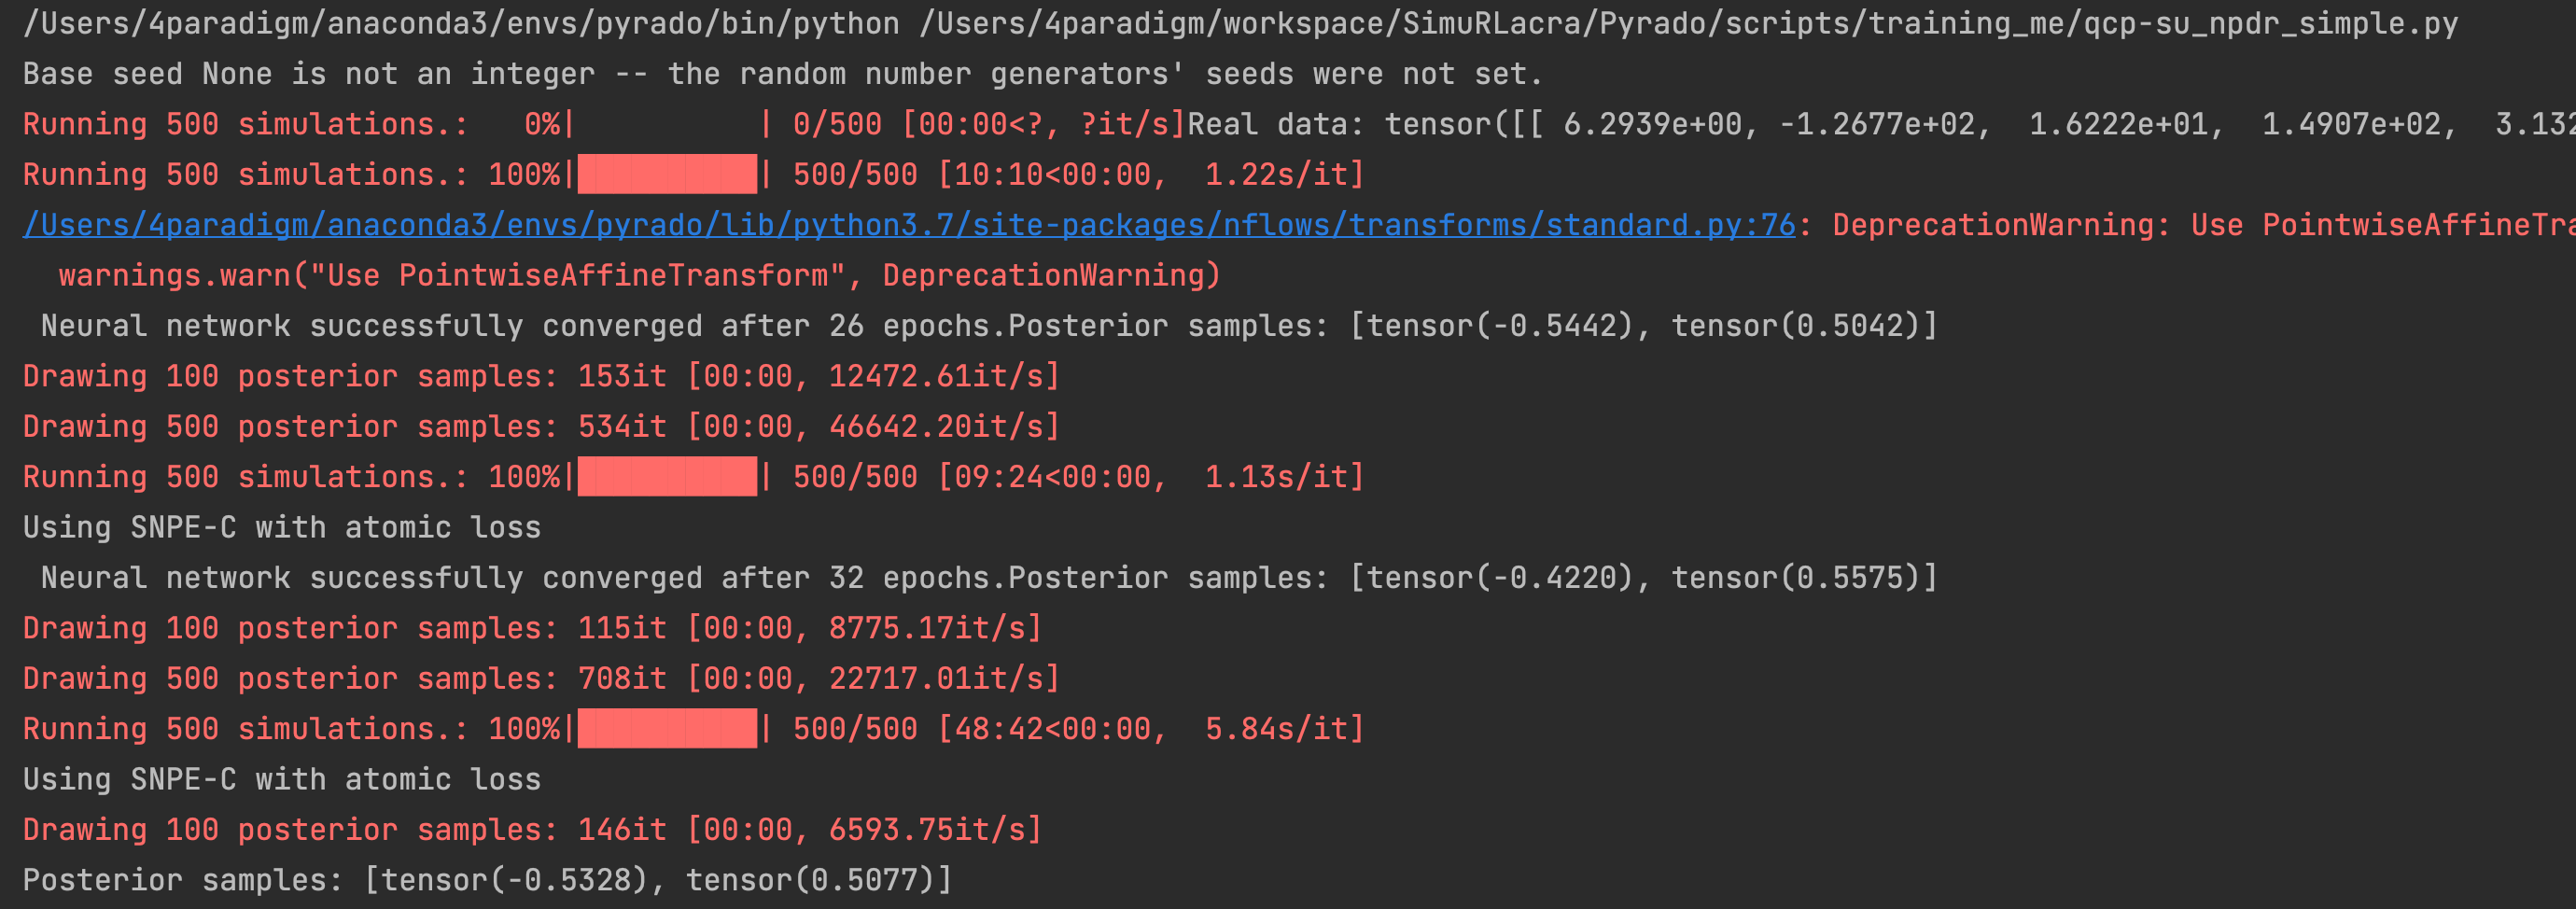 /Users/4paradigm/anaconda3/envs/pyrado/bin/python /Users/4paradigm/workspace/SimuRLacra/Pyrado/scripts/training_me/qcp-su_npdr_simple.py
Base seed None is not an integer -- the random number generators' seeds were not set.
Running 500 simulations.:   0%|          | 0/500 [00:00<?, ?it/s]Real data: tensor([[ 6.2939e+00, -1.2677e+02,  1.6222e+01,  1.4907e+02,  3.132
Running 500 simulations.: 100%|██████████| 500/500 [10:10<00:00,  1.22s/it]
/Users/4paradigm/anaconda3/envs/pyrado/lib/python3.7/site-packages/nflows/transforms/standard.py:76: DeprecationWarning: Use PointwiseAffineTra
  warnings.warn("Use PointwiseAffineTransform", DeprecationWarning)
 Neural network successfully converged after 26 epochs.Posterior samples: [tensor(-0.5442), tensor(0.5042)]
Drawing 100 posterior samples: 153it [00:00, 12472.61it/s]
Drawing 500 posterior samples: 534it [00:00, 46642.20it/s]
Running 500 simulations.: 100%|██████████| 500/500 [09:24<00:00,  1.13s/it]
Using SNPE-C with atomic loss
 Neural network successfully converged after 32 epochs.Posterior samples: [tensor(-0.4220), tensor(0.5575)]
Drawing 100 posterior samples: 115it [00:00, 8775.17it/s]
Drawing 500 posterior samples: 708it [00:00, 22717.01it/s]
Running 500 simulations.: 100%|██████████| 500/500 [48:42<00:00,  5.84s/it]
Using SNPE-C with atomic loss
Drawing 100 posterior samples: 146it [00:00, 6593.75it/s]
Posterior samples: [tensor(-0.5328), tensor(0.5077)]